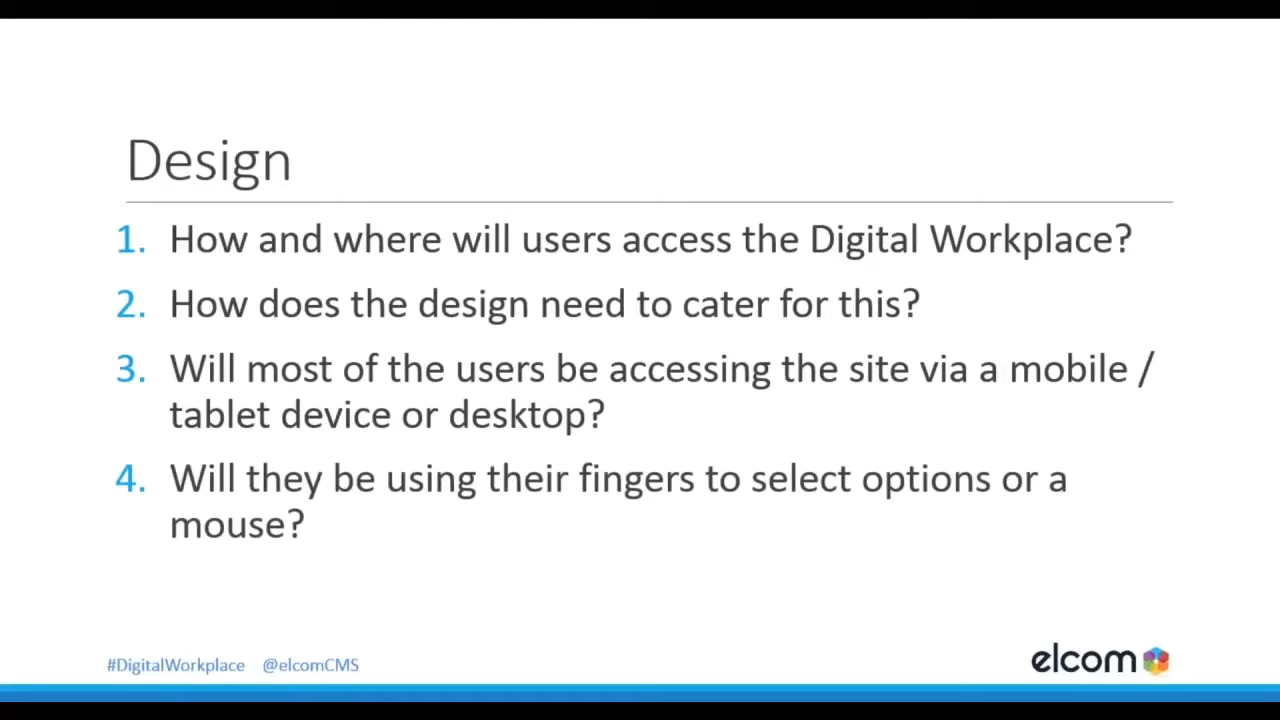 Design
1. How and where will users access the Digital Workplace?
2. How does the design need to cater for this?
3. Will most of the users be accessing the site via a mobile /
tablet device or desktop?
4. Will they be using their fingers to select options or a
mouse?
#DigitalWorkplace @elcomCMS
elcom